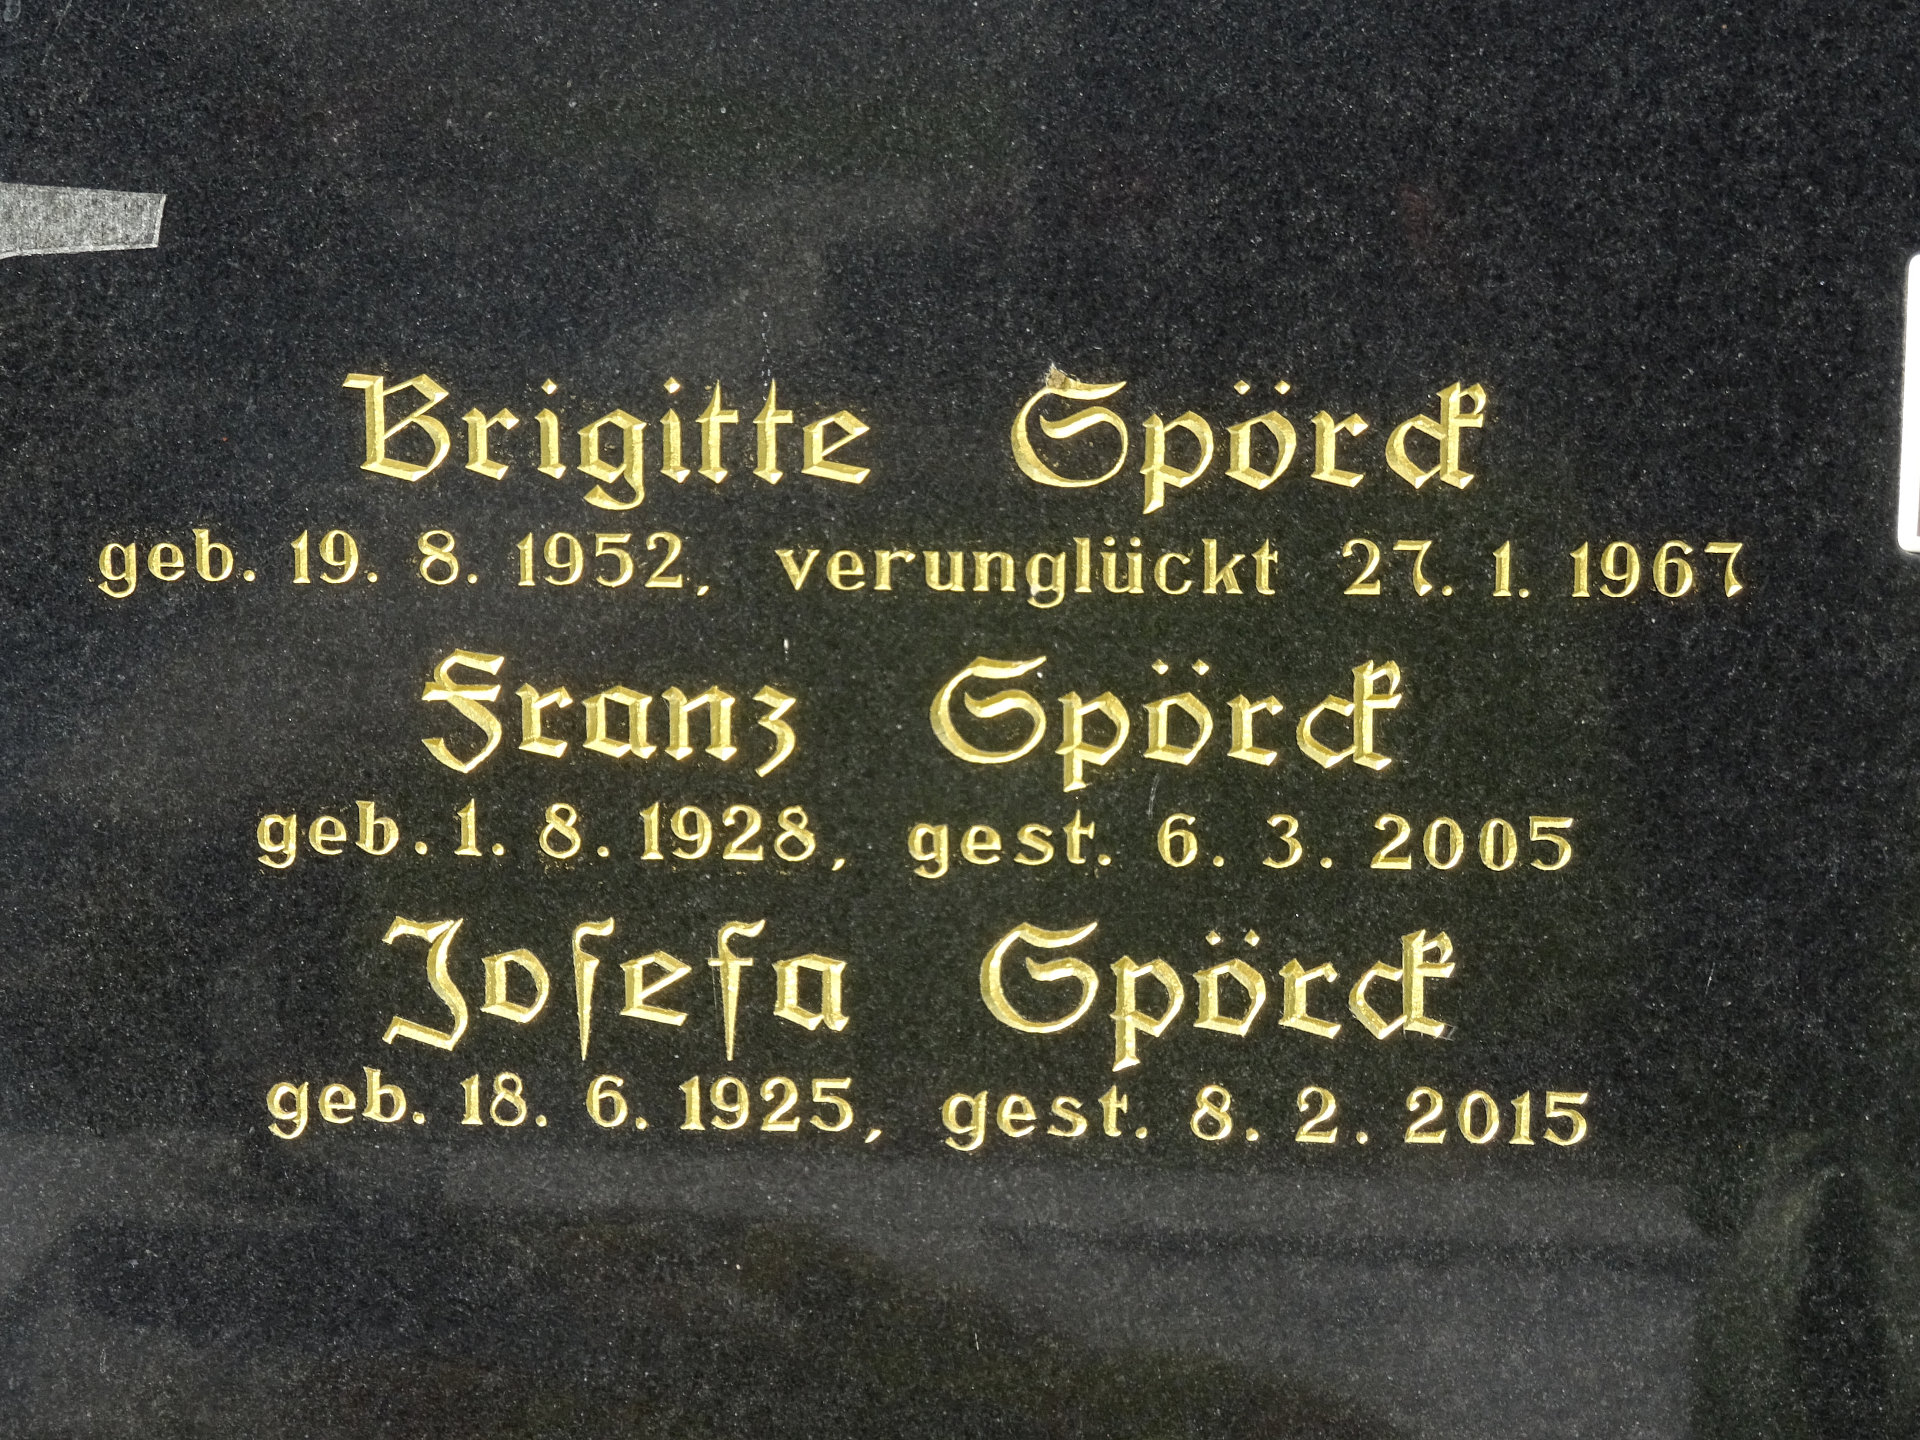 Brigitte Spörck
geb. 19. 8. 1952, verunglückt 27. 1. 1967
Franz Spörck
geb. 1. 8. 1928, gest. 6. 3. 2005
Joſefa Spörck
geb. 18. 6. 1925, gest. 8. 2. 2015